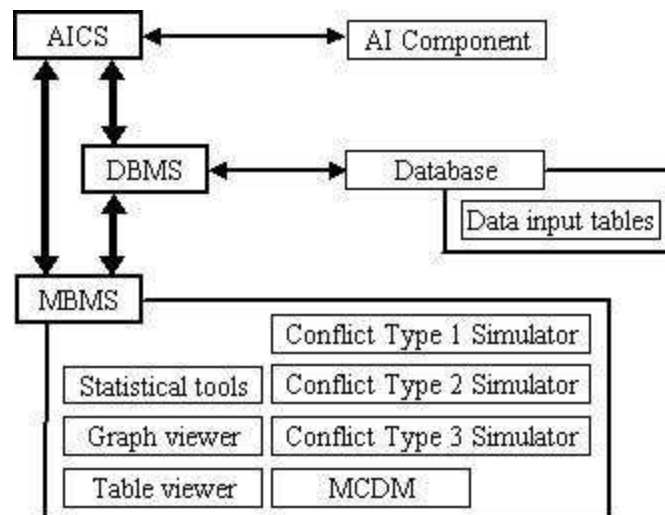 AICS
AI Component
DBMS
Database
Data input tables
MBMS
Conflict Type 1 Simulator
Statistical tools
Conflict Type 2 Simulator
Graph viewer
Conflict Type 3 Simulator
Table viewer
MCDM